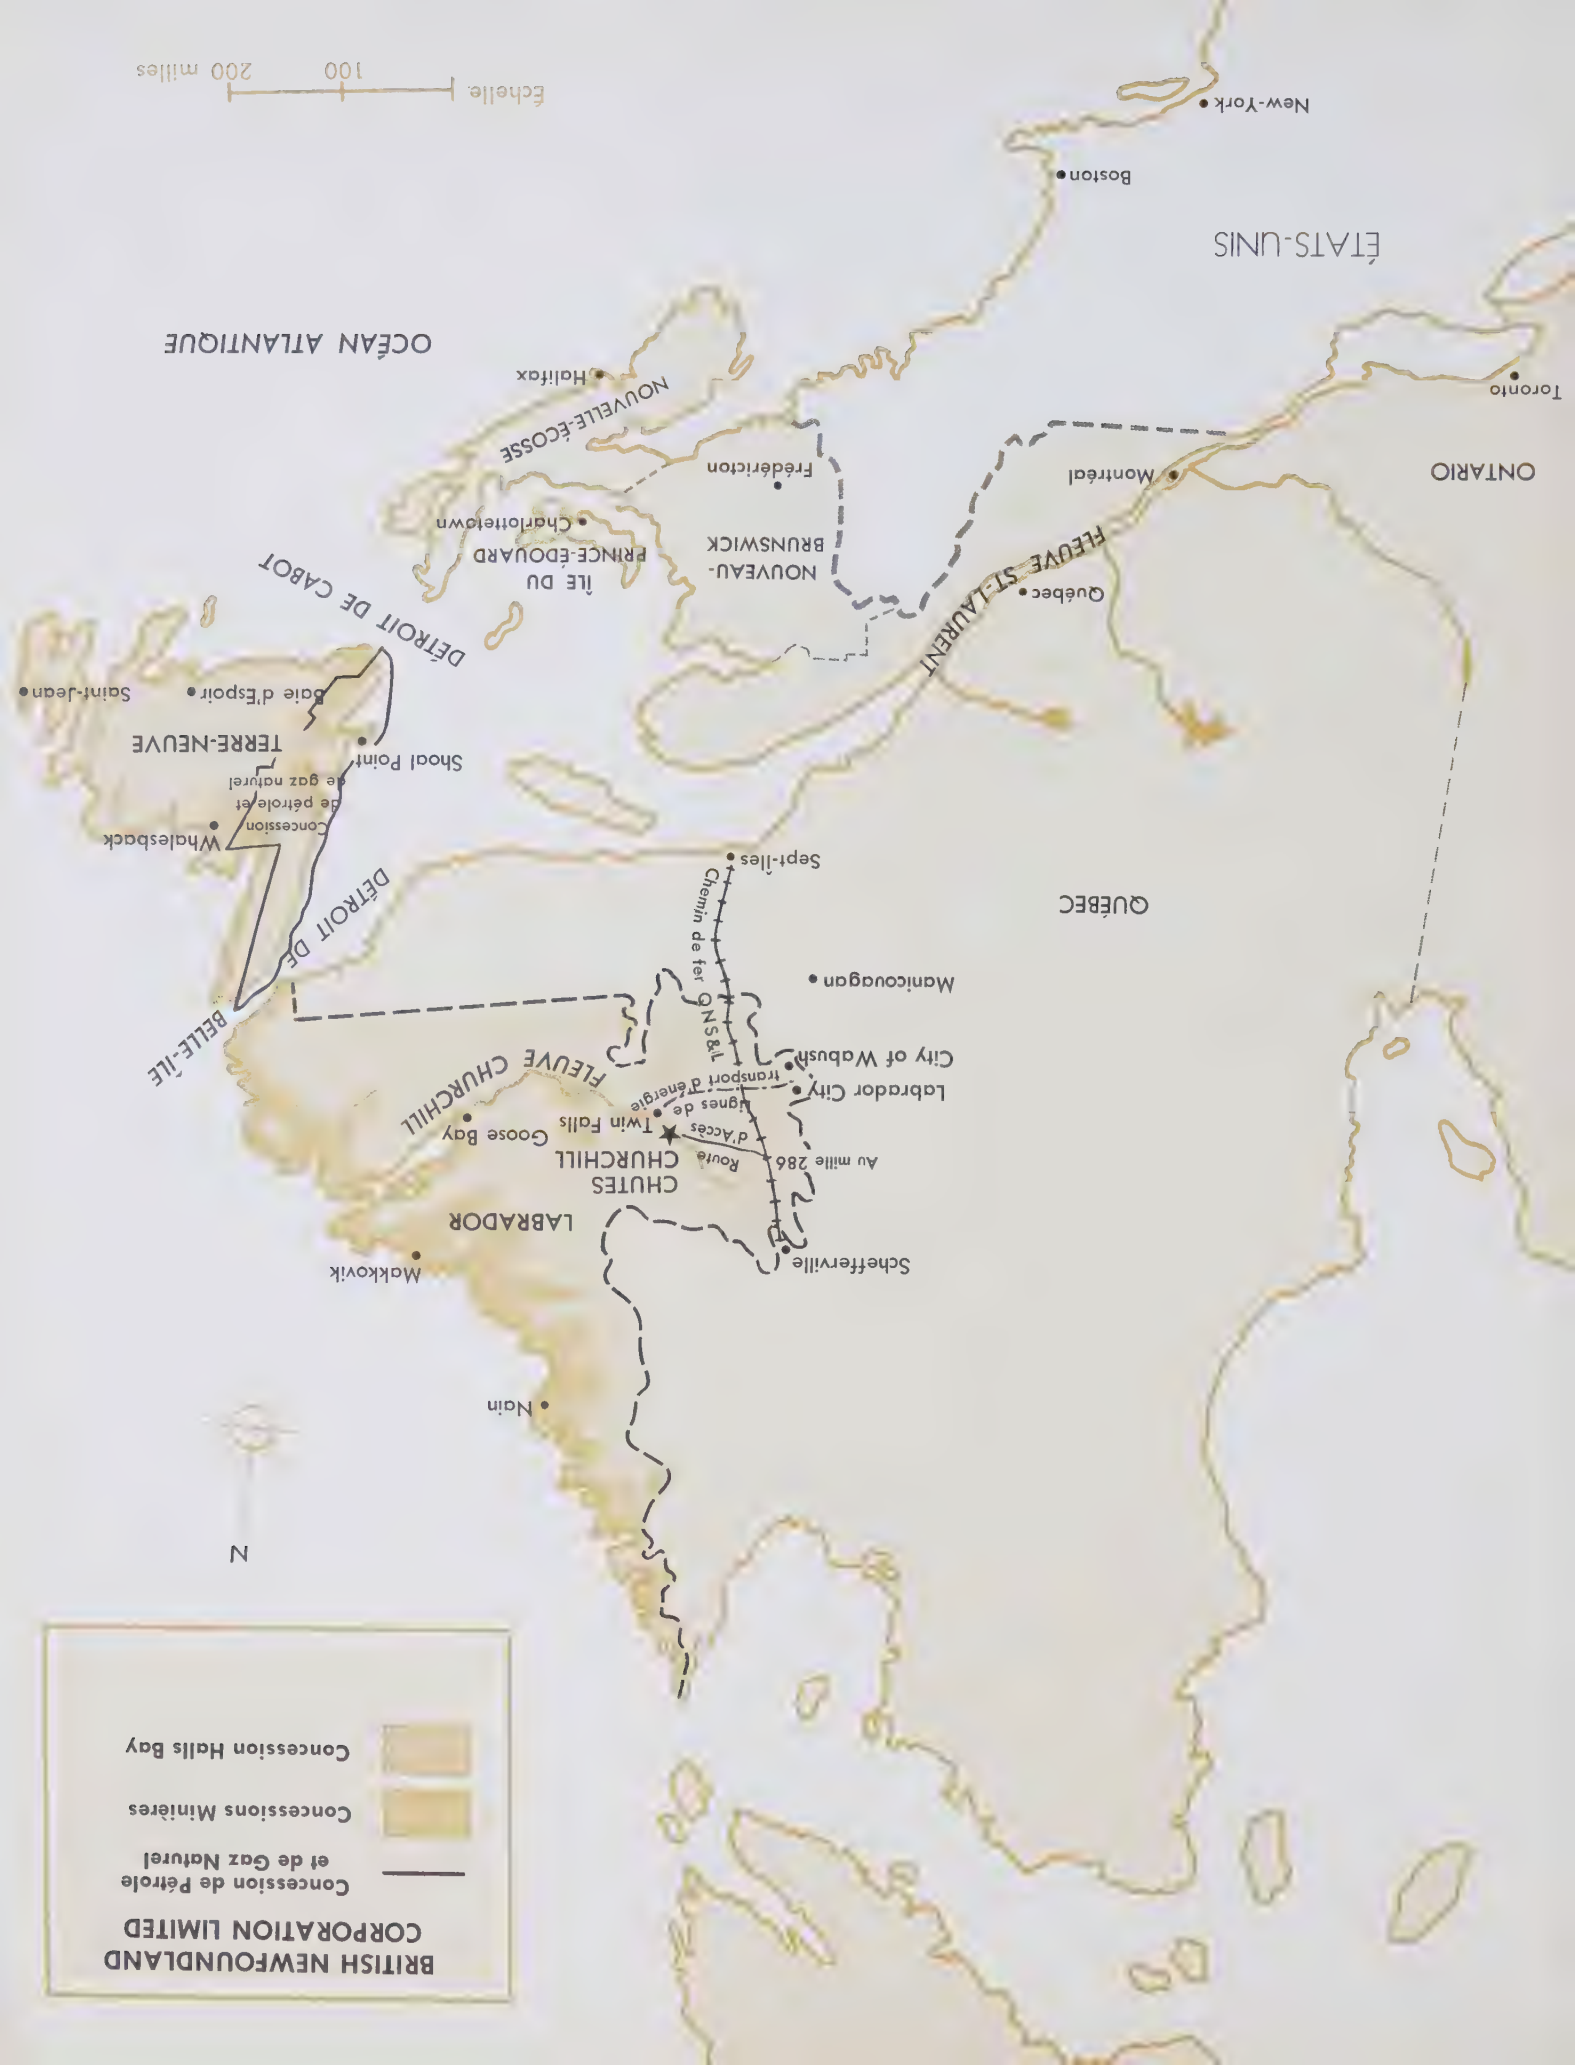 BRITISH NEWFOUNDLAND
CORPORATION LIMITED
Concession de Pétrole
et de Gaz Naturel
Concessions Minières
Concession Halls Bay
N
Nain
Makkovik
Schefferville
LABRADOR
CHUTES
CHURCHILL
Au mille 286
Route
d'Accès
Twin Falls
Goose Bay
Labrador City
City of Wabush
Lignes de
transport d'énergie
FLEUVE CHURCHILL
Manicouagan
Chemin de fer QNS&L
DÉTROIT DE
BELLE-ÎLE
QUÉBEC
Sept-Îles
Whalesback
Concession
de pétrole et
de gaz naturel
Shoal Point
TERRE-NEUVE
Baie d'Espoir
Saint-Jean
DÉTROIT DE CABOT
FLEUVE ST-LAURENT
Québec
ÎLE DU
PRINCE-ÉDOUARD
Charlottetown
NOUVEAU-
BRUNSWICK
Frédéricton
Montréal
ONTARIO
Toronto
NOUVELLE-ÉCOSSE
Halifax
OCÉAN ATLANTIQUE
ÉTATS-UNIS
Boston
New-York
Échelle
100
200 milles